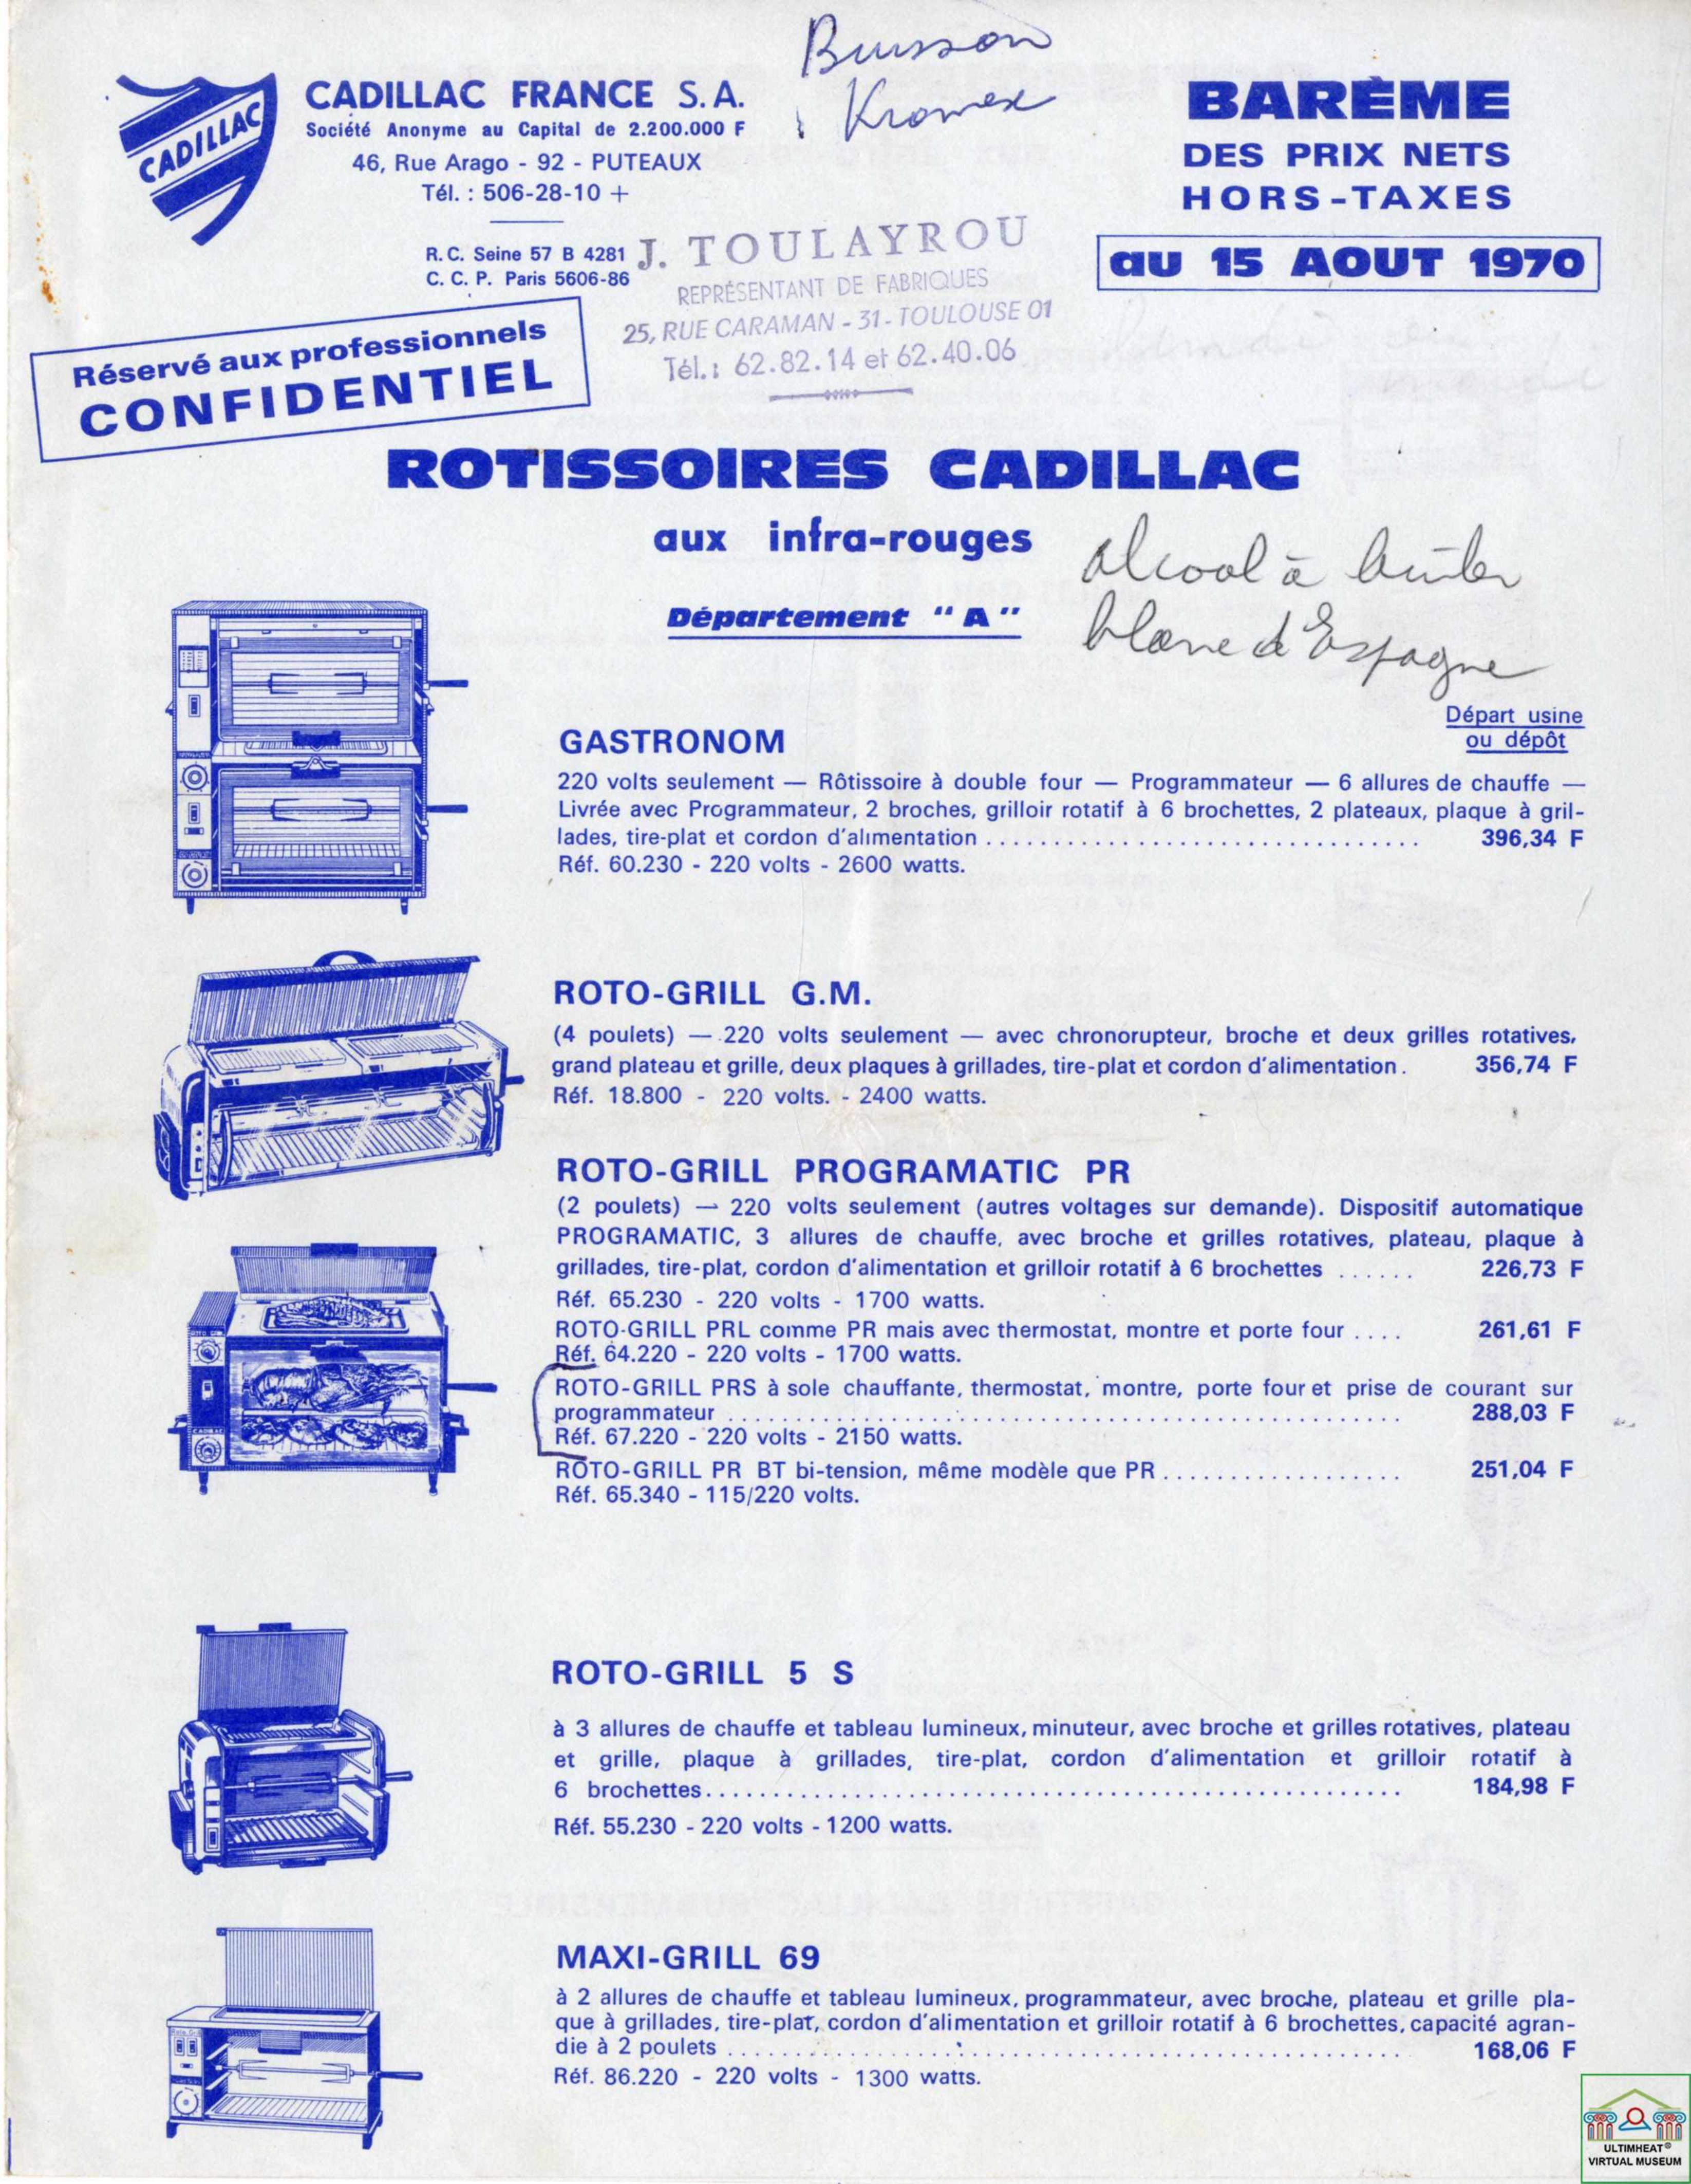 Buisson
Kromex
CADILLAC
CADILLAC FRANCE S.A.
Société Anonyme au Capital de 2.200.000 F
46, Rue Arago - 92 - PUTEAUX
Tél. : 506-28-10 +
R.C. Seine 57 B 4281
C. C. P. Paris 5606-86
BARÈME
DES PRIX NETS
HORS-TAXES
au 15 AOUT 1970
J. TOULAYROU
REPRÉSENTANT DE FABRIQUES
25, RUE CARAMAN - 31 - TOULOUSE 01
Tél.: 62.82.14 et 62.40.06
Réservé aux professionnels
CONFIDENTIEL
ROTISSOIRES CADILLAC
aux infra-rouges
Département "A"
alcool à brûler
blanc d'Espagne
Départ usine
ou dépôt
GASTRONOM
220 volts seulement — Rôtissoire à double four — Programmateur — 6 allures de chauffe —
Livrée avec Programmateur, 2 broches, grilloir rotatif à 6 brochettes, 2 plateaux, plaque à gril-
lades, tire-plat et cordon d'alimentation ................................. 396,34 F
Réf. 60.230 - 220 volts - 2600 watts.
ROTO-GRILL G.M.
(4 poulets) — 220 volts seulement — avec chronorupteur, broche et deux grilles rotatives,
grand plateau et grille, deux plaques à grillades, tire-plat et cordon d'alimentation . 356,74 F
Réf. 18.800 - 220 volts. - 2400 watts.
ROTO-GRILL PROGRAMATIC PR
(2 poulets) — 220 volts seulement (autres voltages sur demande). Dispositif automatique
PROGRAMATIC, 3 allures de chauffe, avec broche et grilles rotatives, plateau, plaque à
grillades, tire-plat, cordon d'alimentation et grilloir rotatif à 6 brochettes ...... 226,73 F
Réf. 65.230 - 220 volts - 1700 watts.
ROTO-GRILL PRL comme PR mais avec thermostat, montre et porte four .... 261,61 F
Réf. 64.220 - 220 volts - 1700 watts.
ROTO-GRILL PRS à sole chauffante, thermostat, montre, porte four et prise de courant sur
programmateur .................................................... 288,03 F
Réf. 67.220 - 220 volts - 2150 watts.
ROTO-GRILL PR BT bi-tension, même modèle que PR .................. 251,04 F
Réf. 65.340 - 115/220 volts.
ROTO-GRILL 5 S
à 3 allures de chauffe et tableau lumineux, minuteur, avec broche et grilles rotatives, plateau
et grille, plaque à grillades, tire-plat, cordon d'alimentation et grilloir rotatif à
6 brochettes..................................................... 184,98 F
Réf. 55.230 - 220 volts - 1200 watts.
MAXI-GRILL 69
à 2 allures de chauffe et tableau lumineux, programmateur, avec broche, plateau et grille pla-
que à grillades, tire-plat, cordon d'alimentation et grilloir rotatif à 6 brochettes, capacité agran-
die à 2 poulets .................................................... 168,06 F
Réf. 86.220 - 220 volts - 1300 watts.
ULTIMHEAT®
VIRTUAL MUSEUM